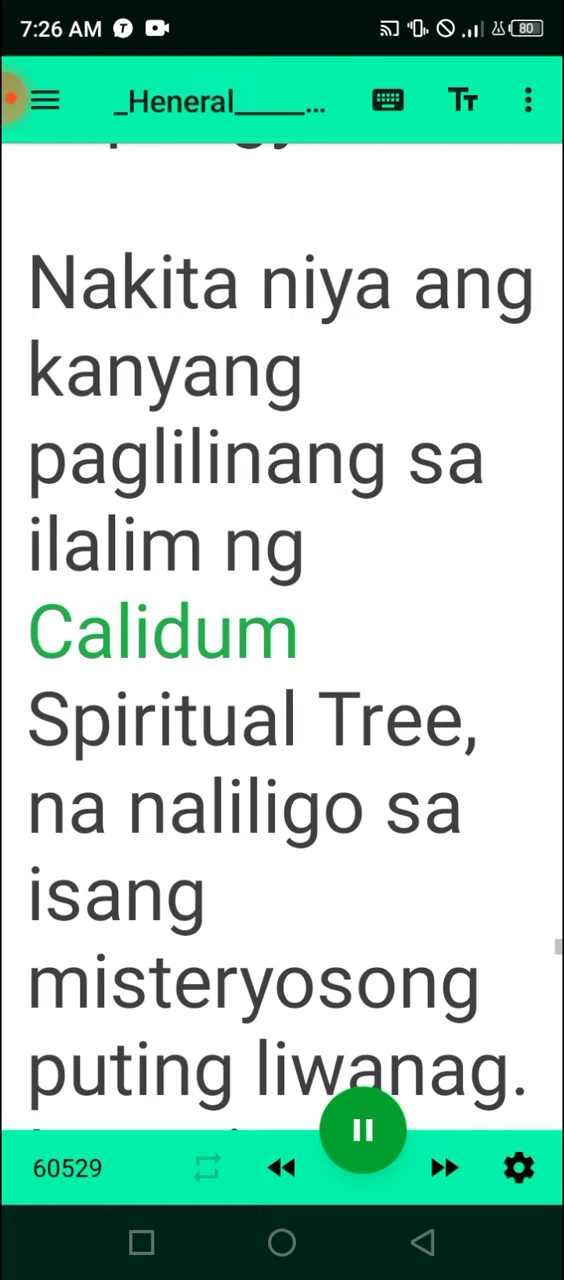 7:26 AM
80
_Heneral_____...
Nakita niya ang
kanyang
paglilinang sa
ilalim ng
Calidum
Spiritual Tree,
na naliligo sa
isang
misteryosong
puting liwanag.
60529